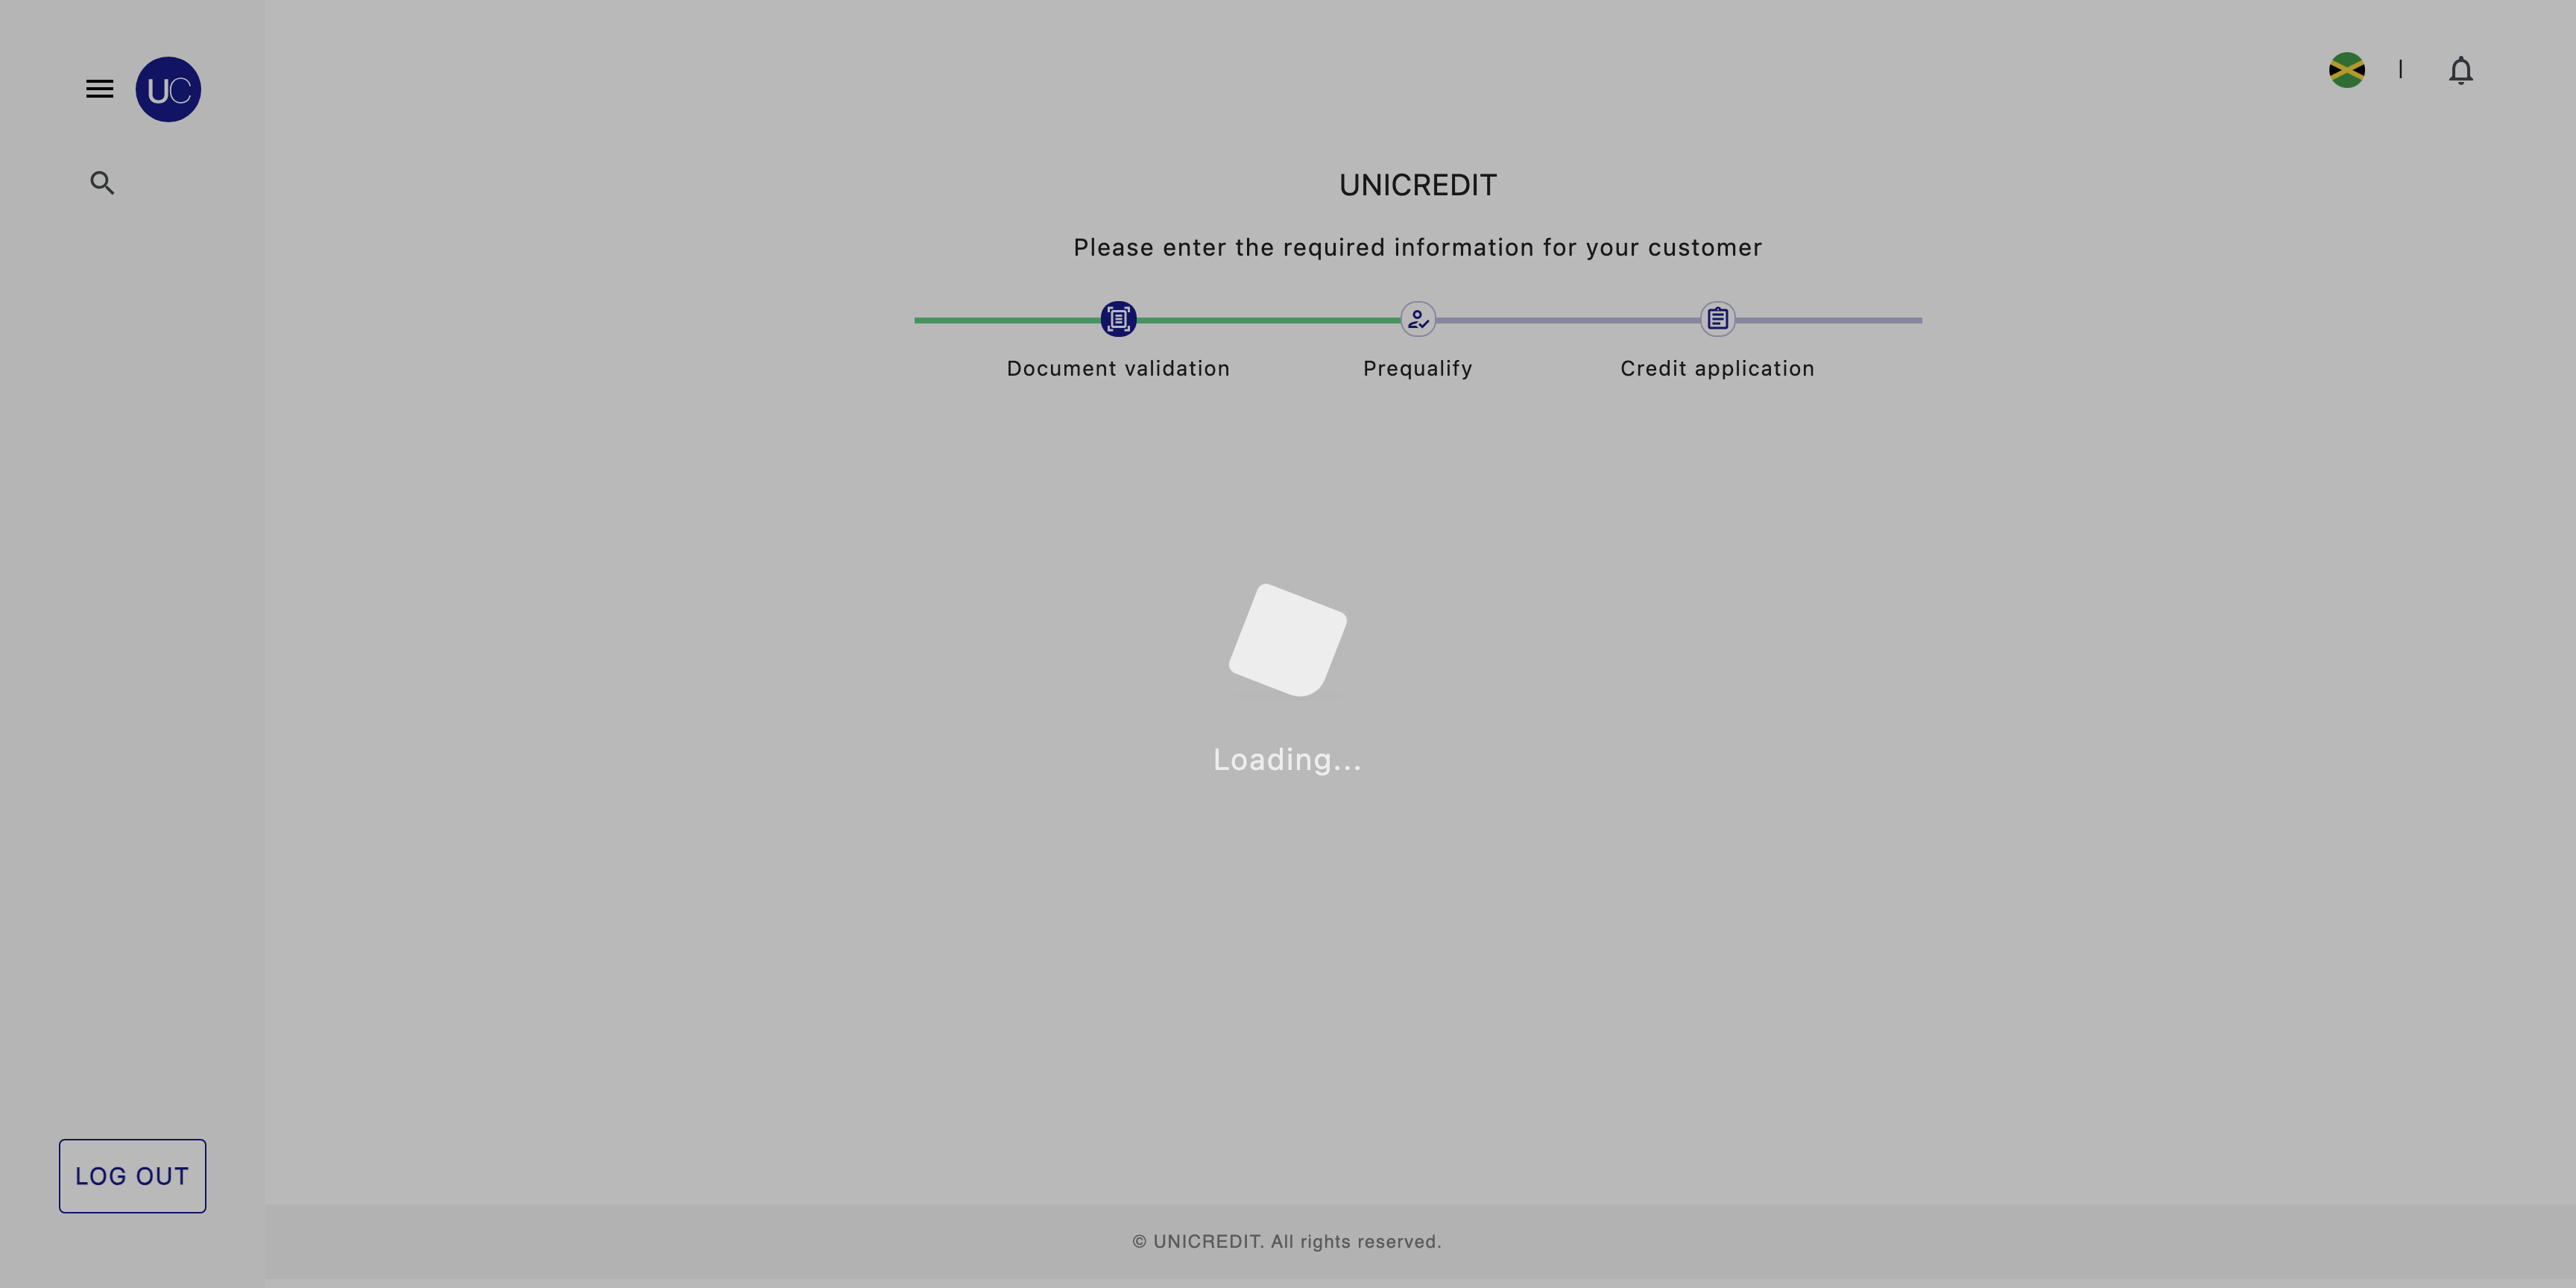 UC
UNICREDIT
Please enter the required information for your customer
Document validation
Prequalify
Credit application
Loading...
LOG OUT
© UNICREDIT. All rights reserved.